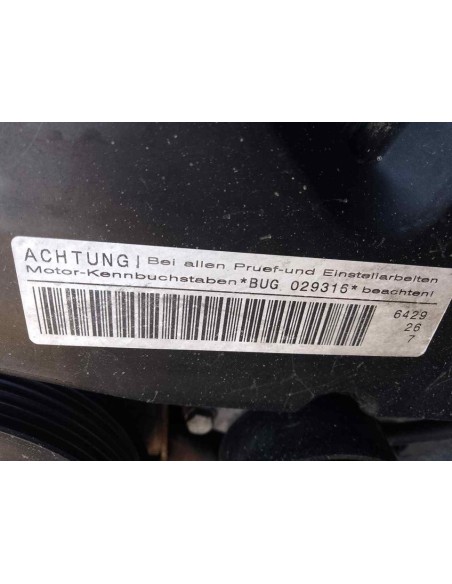 ACHTUNG! Bei allen Pruef-und Einstellarbeiten
Motor-Kennbuchstaben *BUG 029316* beachten!
6429
26
7